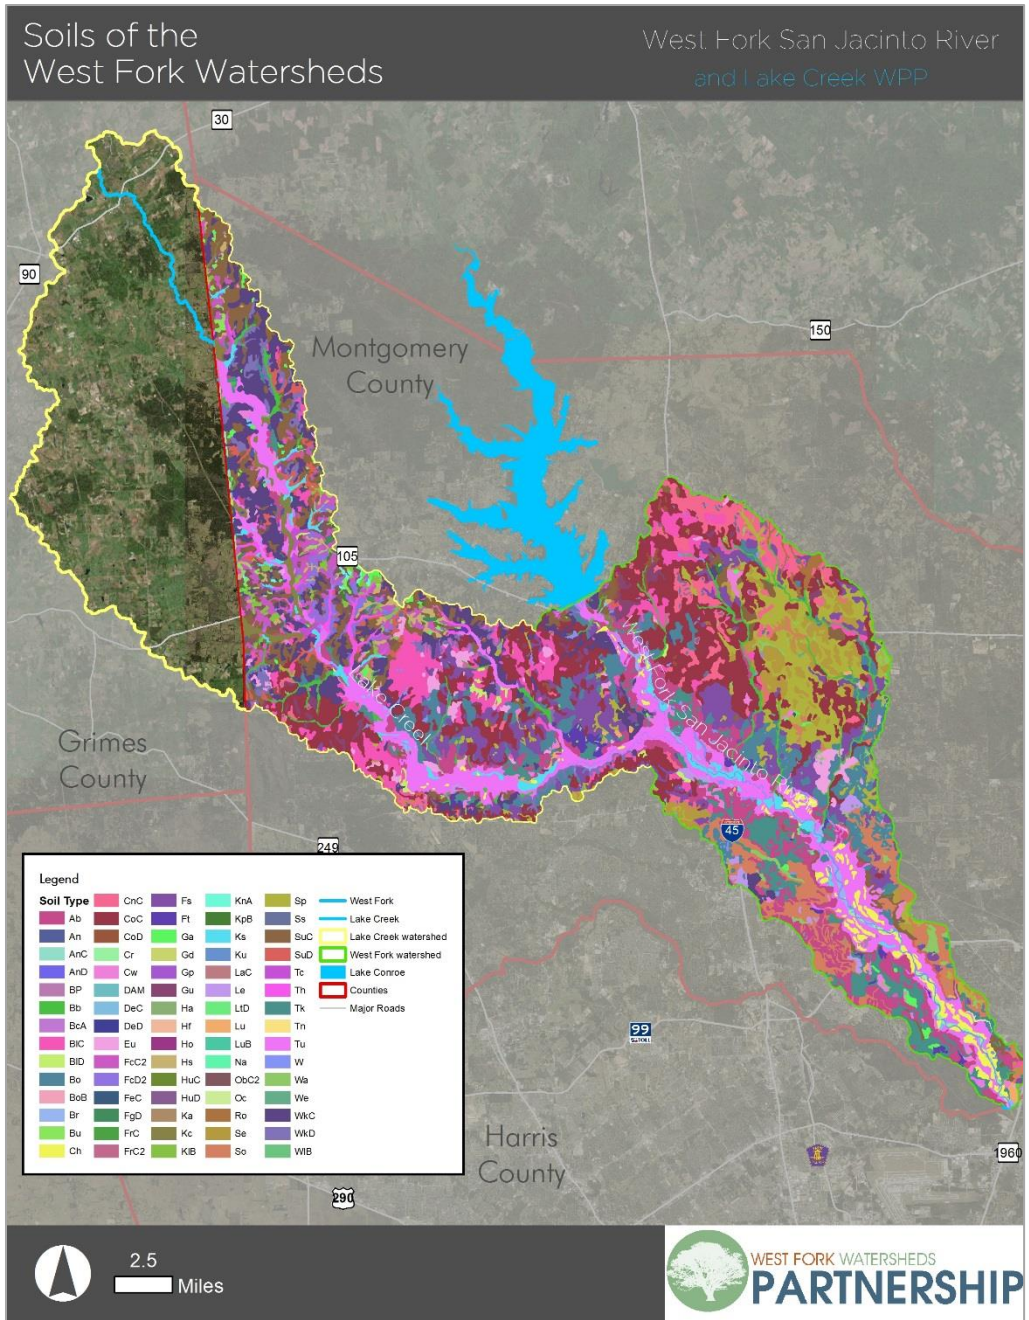 Soils of the
West Fork Watersheds
West Fork San Jacinto River
and Lake Creek WPP
30
90
150
Montgomery
County
105
West Fork San Jacinto Ri
Lake Creek
Grimes
County
249
45
99
Harris
County
1960
290
Legend
Soil Type
Ab
An
AnC
AnD
BP
Bb
BcA
BlC
BlD
Bo
BoB
Br
Bu
Ch
CnC
CoC
CoD
Cr
Cw
DAM
DeC
DeD
Eu
FcC2
FcD2
FeC
FgD
FrC
FrC2
Fs
Ft
Ga
Gd
Gp
Gu
Ha
Hf
Ho
Hs
HuC
HuD
Ka
Kc
KlB
KnA
KpB
Ks
Ku
LaC
Le
LtD
Lu
LuB
Na
ObC2
Oc
Ro
Se
So
Sp
Ss
SuC
SuD
Tc
Th
Tk
Tn
Tu
W
Wa
We
WkC
WkD
WlB
West Fork
Lake Creek
Lake Creek watershed
West Fork watershed
Lake Conroe
Counties
Major Roads
2.5
Miles
WEST FORK WATERSHEDS
PARTNERSHIP